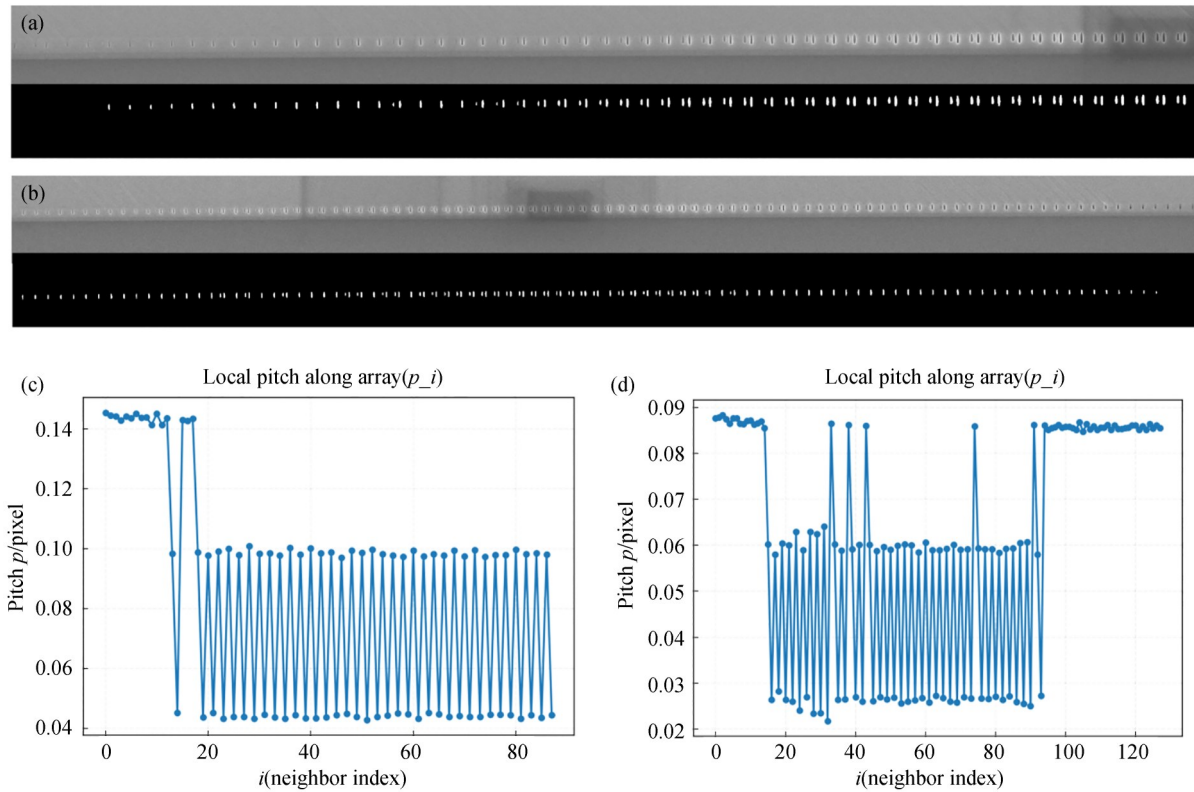 (a)
(b)
(c)
Local pitch along array(p_i)
0.14
0.12
0.10
0.08
0.06
0.04
Pitch p/pixel
0
20
40
60
80
i(neighbor index)
(d)
Local pitch along array(p_i)
0.09
0.08
0.07
0.06
0.05
0.04
0.03
0.02
Pitch p/pixel
0
20
40
60
80
100
120
i(neighbor index)